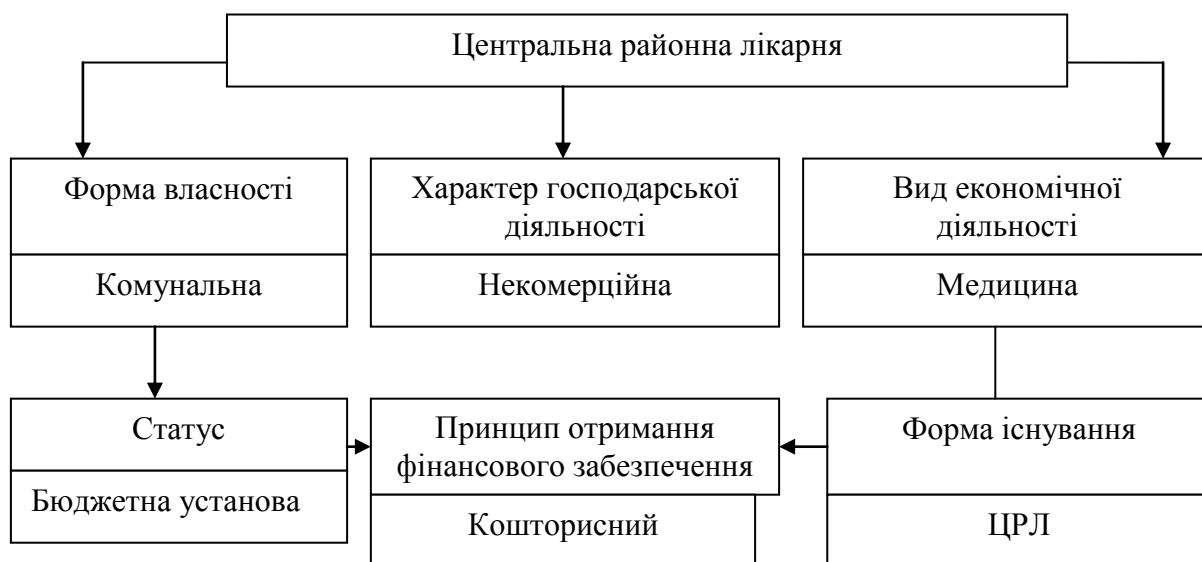 Центральна районна лікарня
Форма власності
Комунальна
Характер господарської
діяльності
Некомерційна
Вид економічної
діяльності
Медицина
Статус
Бюджетна установа
Принцип отримання
фінансового забезпечення
Кошторисний
Форма існування
ЦРЛ